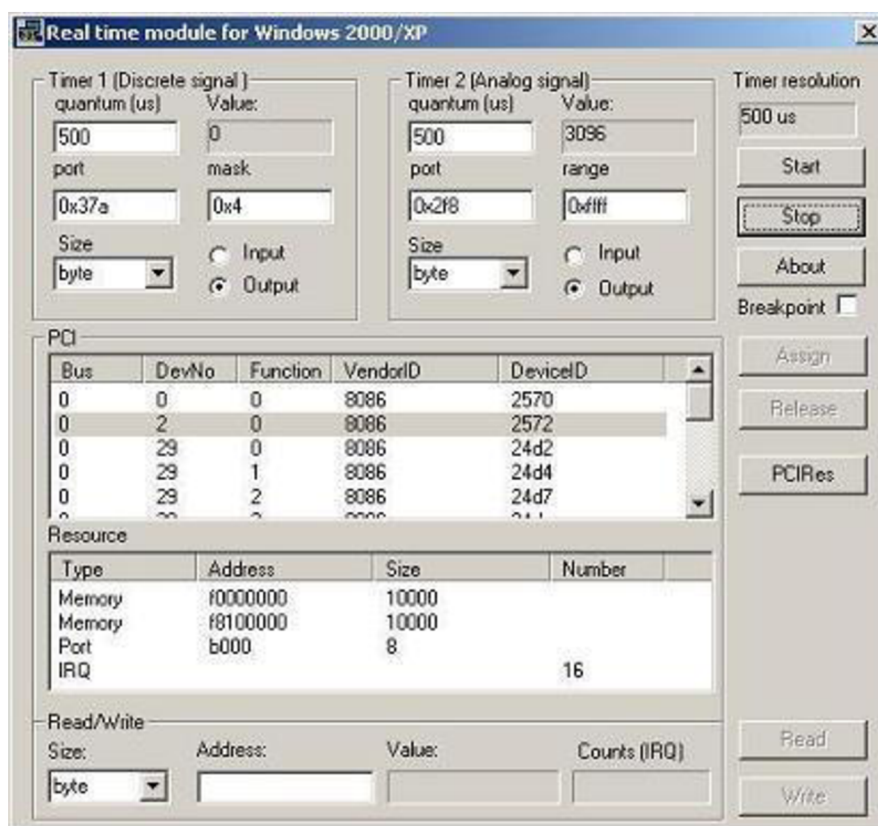 Real time module for Windows 2000/XP
Timer 1 (Discrete signal )
quantum (us) Value:
500 0
port mask
0x37a 0x4
Size
byte
Input
Output
Timer 2 (Analog signal)
quantum (us) Value:
500 3096
port range
0x2f8 0xffff
Size
byte
Input
Output
Timer resolution
500 us
Start
Stop
About
Breakpoint
Assign
Release
PCIRes
PCI
Bus DevNo Function VendorID DeviceID
0 0 0 8086 2570
0 2 0 8086 2572
0 29 0 8086 24d2
0 29 1 8086 24d4
0 29 2 8086 24d7
Resource
Type Address Size Number
Memory f0000000 10000
Memory f8100000 10000
Port b000 8
IRQ 16
Read/Write
Size: Address: Value: Counts (IRQ)
byte
Read
Write